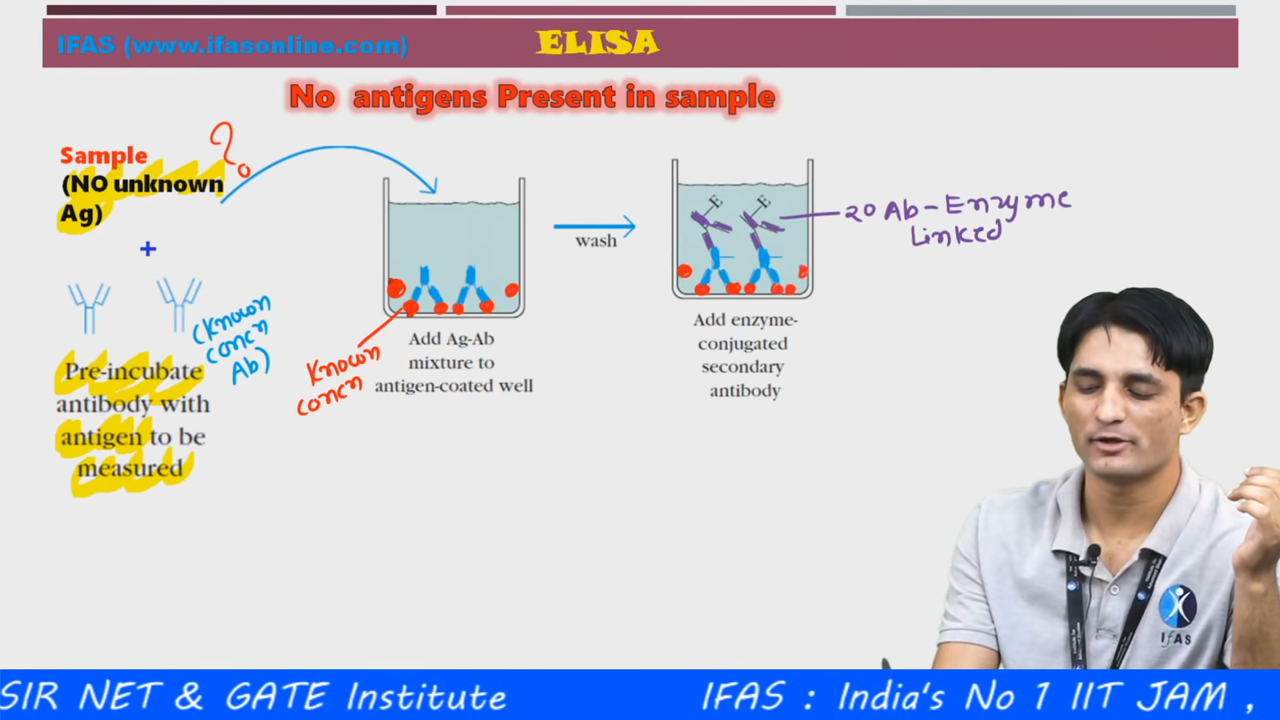 IFAS (www.ifasonline.com)
ELISA
No antigens Present in sample
Sample
(NO unknown
Ag)
+
(Known
concn
Ab)
Pre-incubate
antibody with
antigen to be
measured
Known
concn
Add Ag-Ab
mixture to
antigen-coated well
wash
E
E
20 Ab-Enzyme
Linked
Add enzyme-
conjugated
secondary
antibody
IFAS
SIR NET & GATE Institute
IFAS : India's No 1 IIT JAM ,